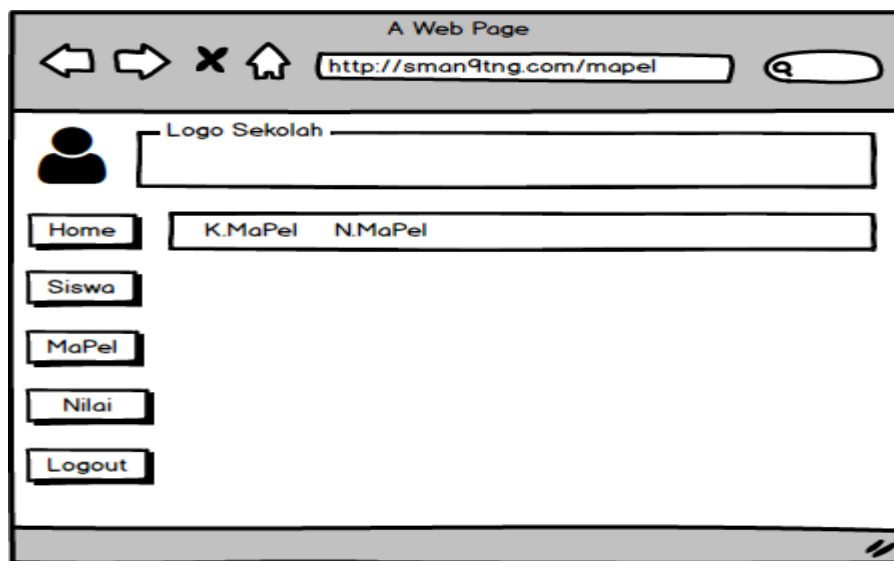 A Web Page
http://sman9tng.com/mapel
Logo Sekolah
Home
K.MaPel N.MaPel
Siswa
MaPel
Nilai
Logout